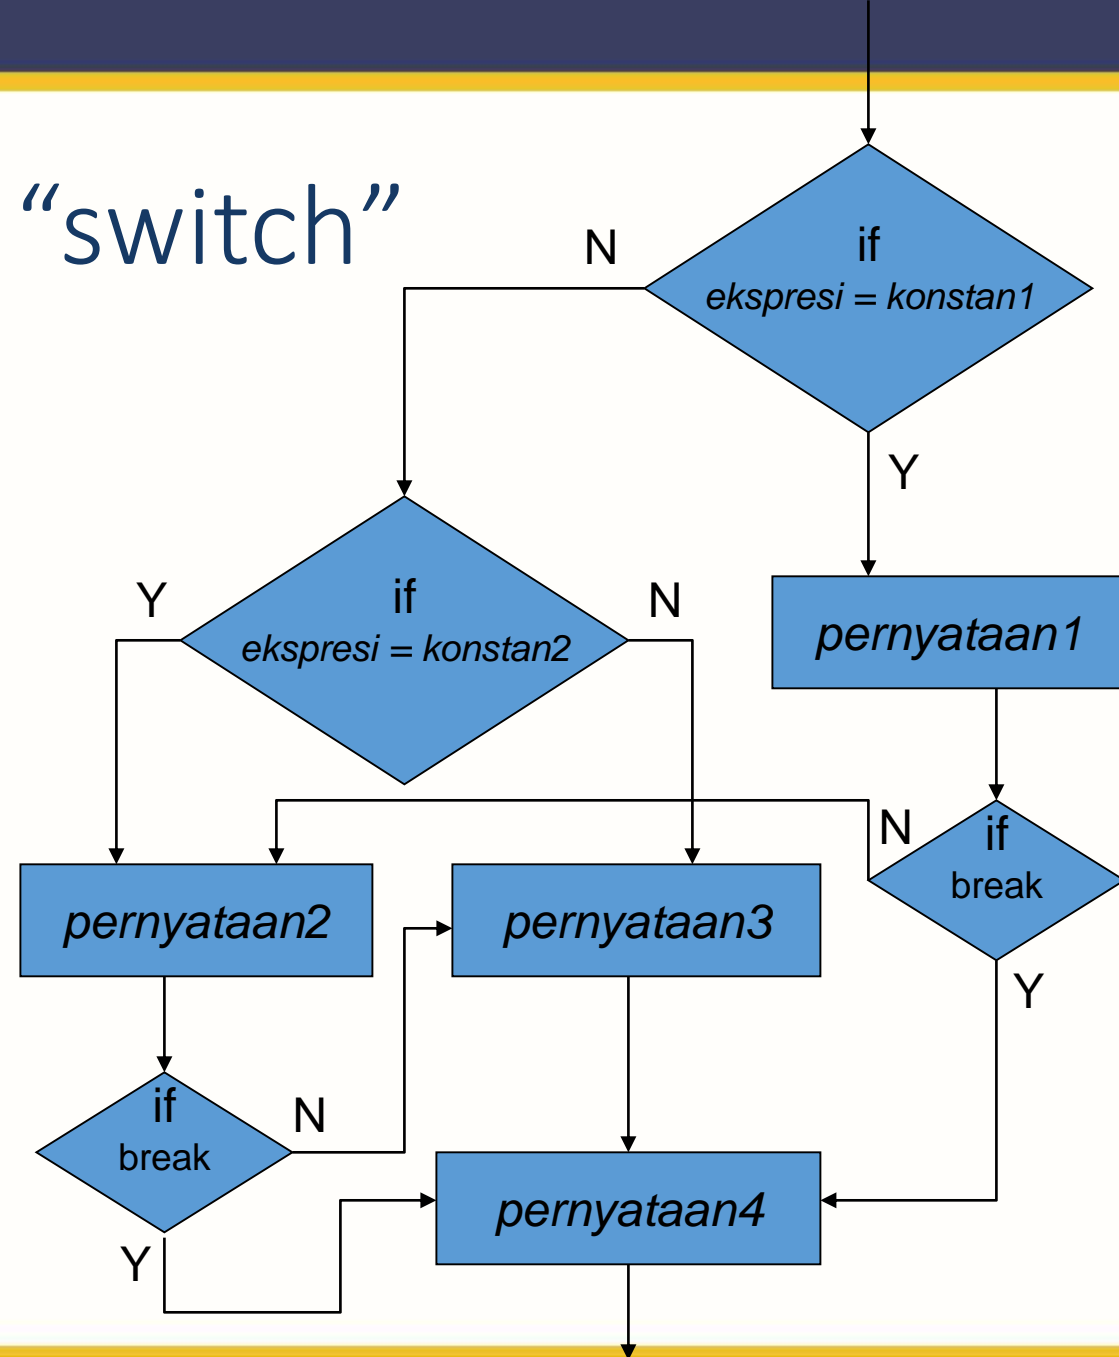 “switch”
N
if
ekspresi = konstan1
Y
Y
if
ekspresi = konstan2
N
pernyataan1
N
if
break
Y
pernyataan2
pernyataan3
if
break
N
Y
pernyataan4